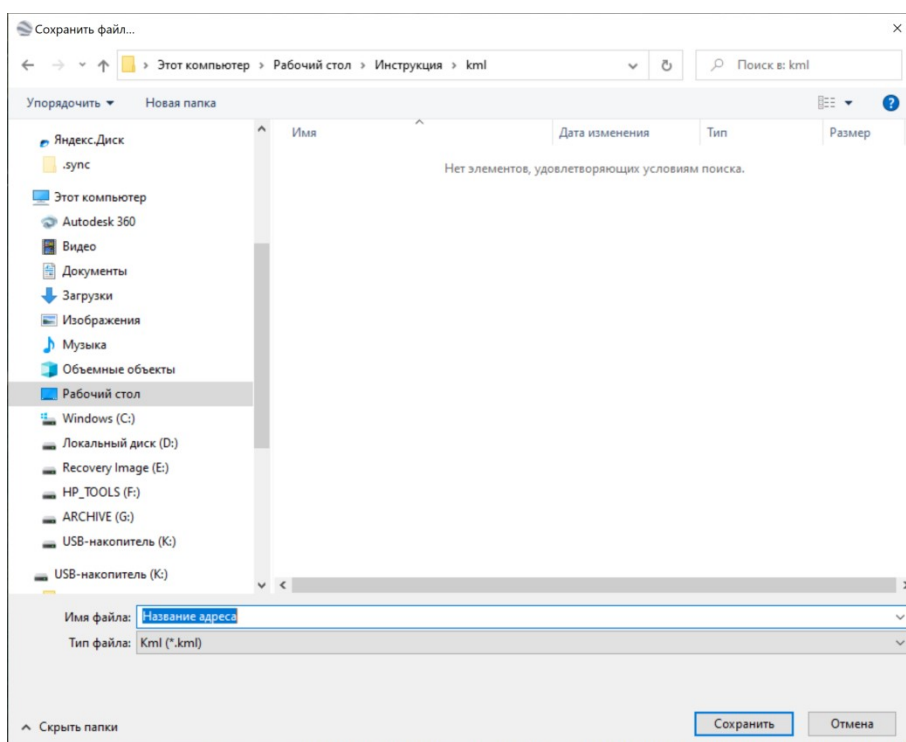 Сохранить файл...
Этот компьютер > Рабочий стол > Инструкция > kml
Поиск в: kml
Упорядочить Новая папка
?
Яндекс.Диск
.sync
Этот компьютер
Autodesk 360
Видео
Документы
Загрузки
Изображения
Музыка
Объемные объекты
Рабочий стол
Windows (C:)
Локальный диск (D:)
Recovery Image (E:)
HP_TOOLS (F:)
ARCHIVE (G:)
USB-накопитель (K:)
USB-накопитель (K:)
Имя Дата изменения Тип Размер
Нет элементов, удовлетворяющих условиям поиска.
Имя файла: Название адреса
Тип файла: Kml (*.kml)
Скрыть папки
Сохранить Отмена